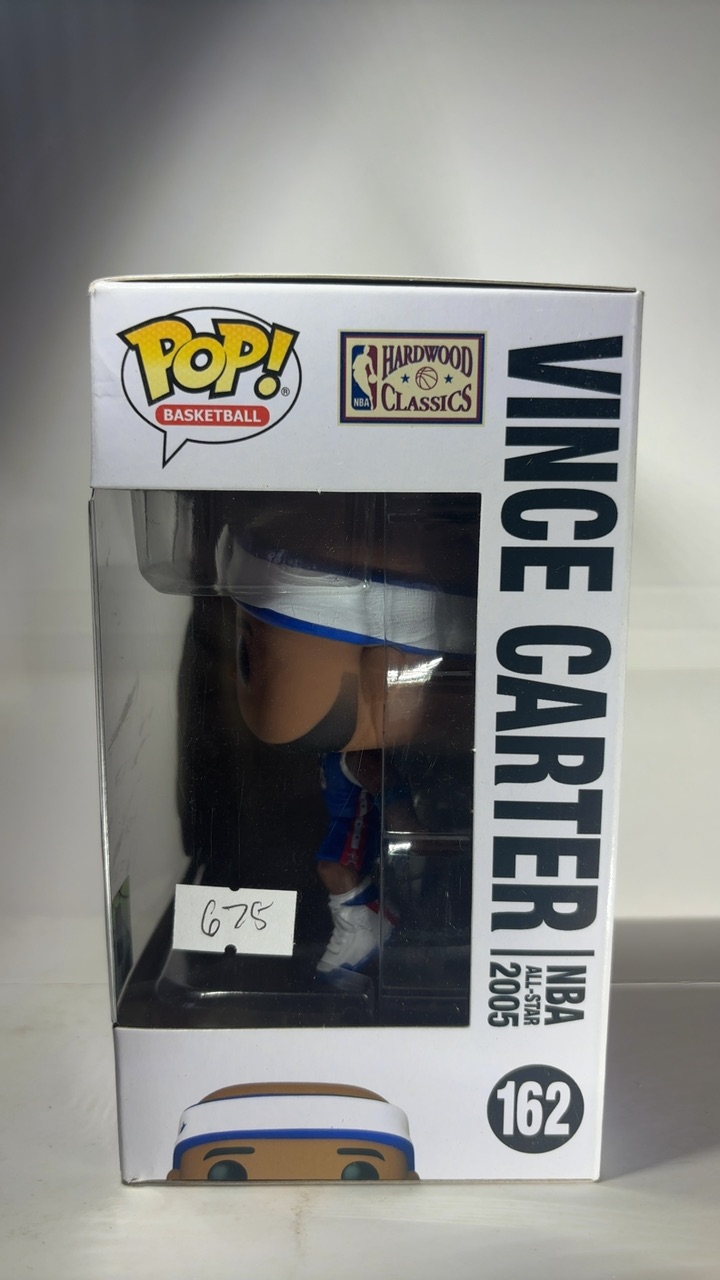 POP!®
BASKETBALL
NBA
HARDWOOD
CLASSICS
VINCE CARTER
NBA
ALL-STAR
2005
675
162